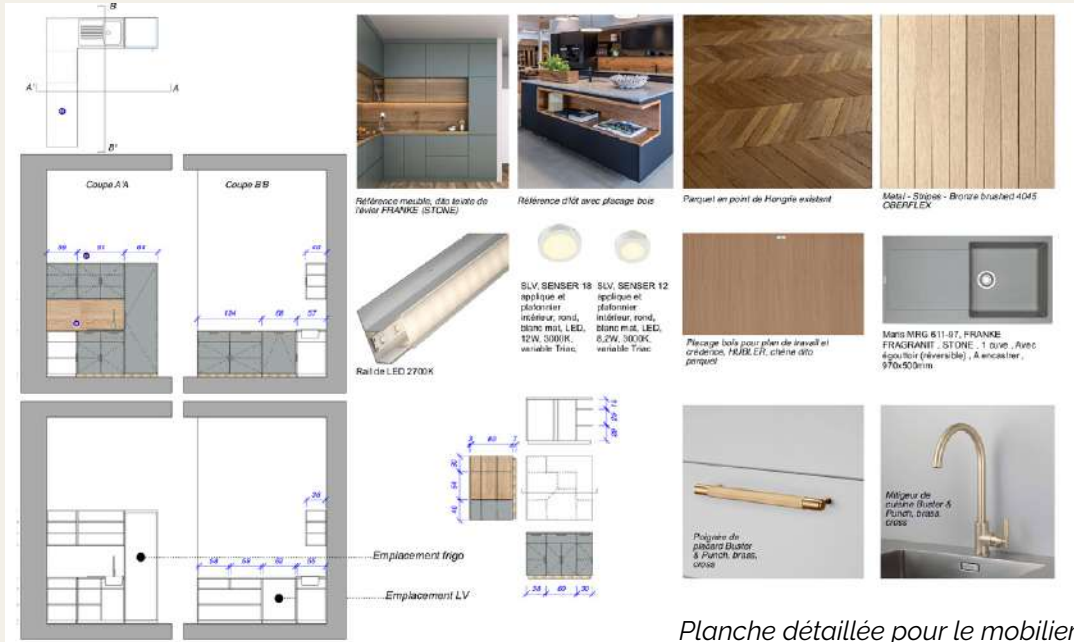 B
A'
A
B'
Coupe A'A
Coupe B'B
Référence meuble, dito teinte de
l'évier FRANKE (STONE)
Référence d'îlot avec placage bois
Parquet en point de Hongrie existant
Metal - Stripes - Bronze brushed 4045
OBERFLEX
Rail de LED 2700K
SLV, SENSER 18
applique et
plafonnier
intérieur, rond,
blanc mat, LED,
12W, 3000K,
variable Triac,
SLV, SENSER 12
applique et
plafonnier
intérieur, rond,
blanc mat, LED,
8,2W, 3000K,
variable Triac
Placage bois pour plan de travail et
crédence, HUBLER, chêne dito
parquet
Maris MRG 611-97, FRANKE
FRAGRANIT , STONE , 1 cuve , Avec
égouttoir (réversible) , A encastrer ,
970x500mm
104
Emplacement frigo
Emplacement LV
Poignée de
placard Buster
& Punch, brass,
cross
Mitigeur de
cuisine Buster &
Punch, brass,
cross
Planche détaillée pour le mobilier